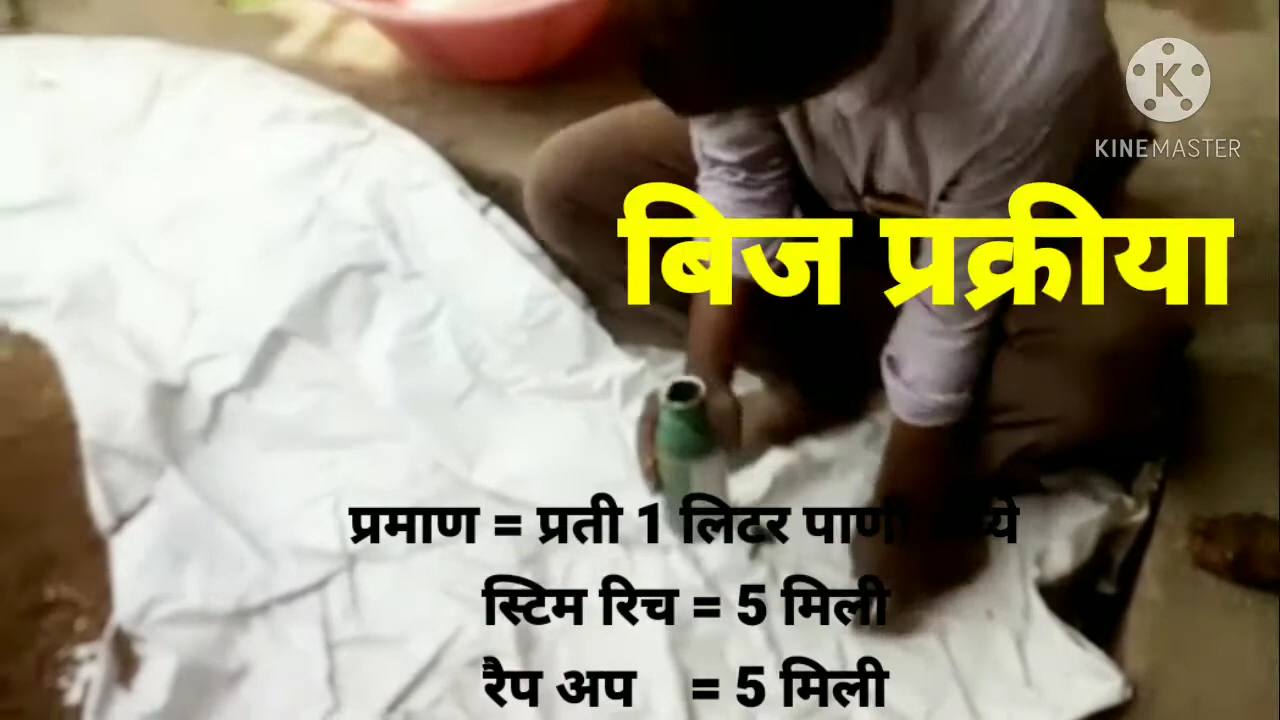 KINEMASTER
बिज प्रक्रीया
प्रमाण = प्रती 1 लिटर पाणी
स्टिम रिच = 5 मिली
रैप अप = 5 मिली